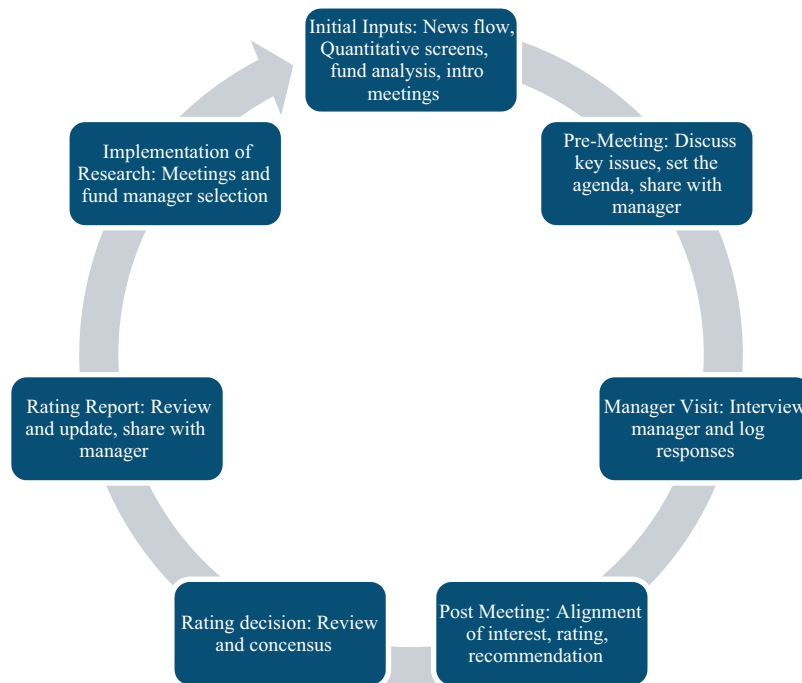 Initial Inputs: News flow,
Quantitative screens,
fund analysis, intro
meetings
Pre-Meeting: Discuss
key issues, set the
agenda, share with
manager
Manager Visit: Interview
manager and log
responses
Post Meeting: Alignment
of interest, rating,
recommendation
Rating decision: Review
and concensus
Rating Report: Review
and update, share with
manager
Implementation of
Research: Meetings and
fund manager selection